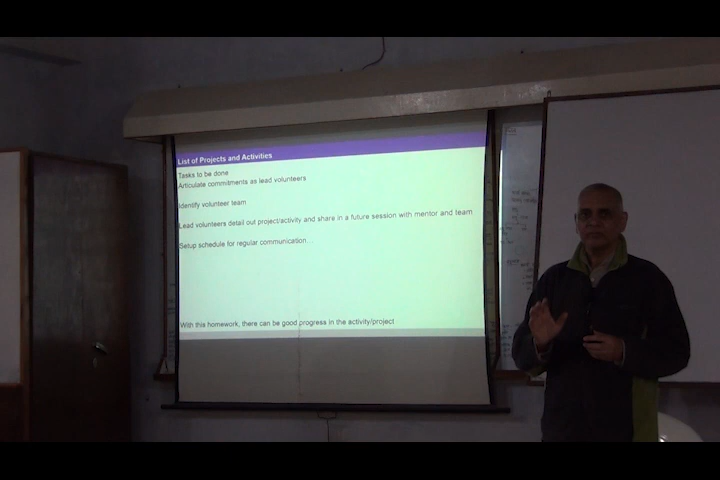 List of Projects and Activities
Tasks to be done
Articulate commitments as lead volunteers
Identify volunteer team
Lead volunteers detail out project/activity and share in a future session with mentor and team
Setup schedule for regular communication…
With this homework, there can be good progress in the activity/project